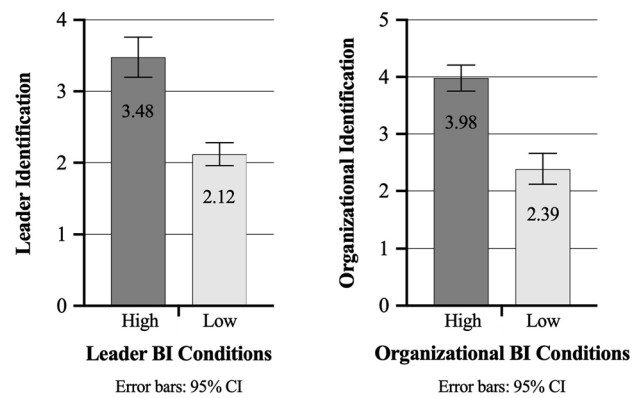 Leader Identification
4
3
2
1
0
3.48
2.12
High
Low
Leader BI Conditions
Error bars: 95% CI
Organizational Identification
5
4
3
2
1
0
3.98
2.39
High
Low
Organizational BI Conditions
Error bars: 95% CI